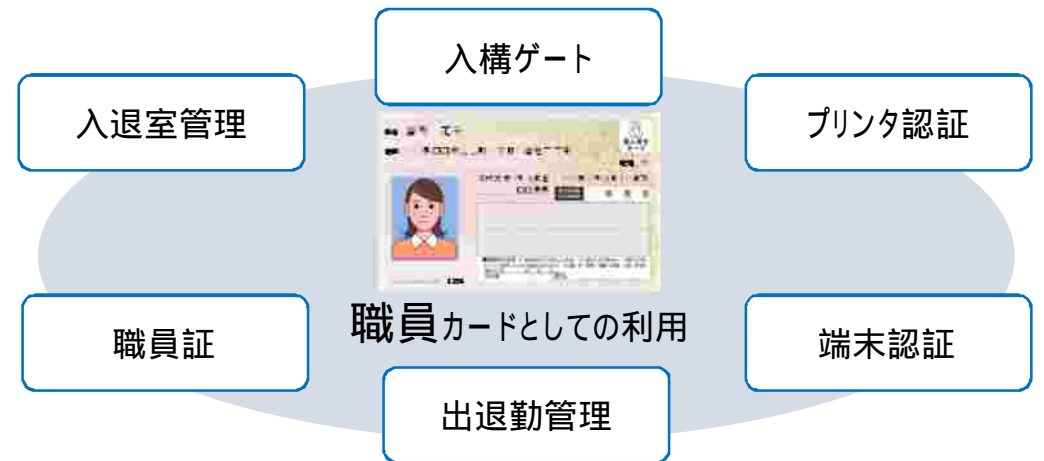 入構ゲート
入退室管理
プリンタ認証
職員カードとしての利用
職員証
端末認証
出退勤管理